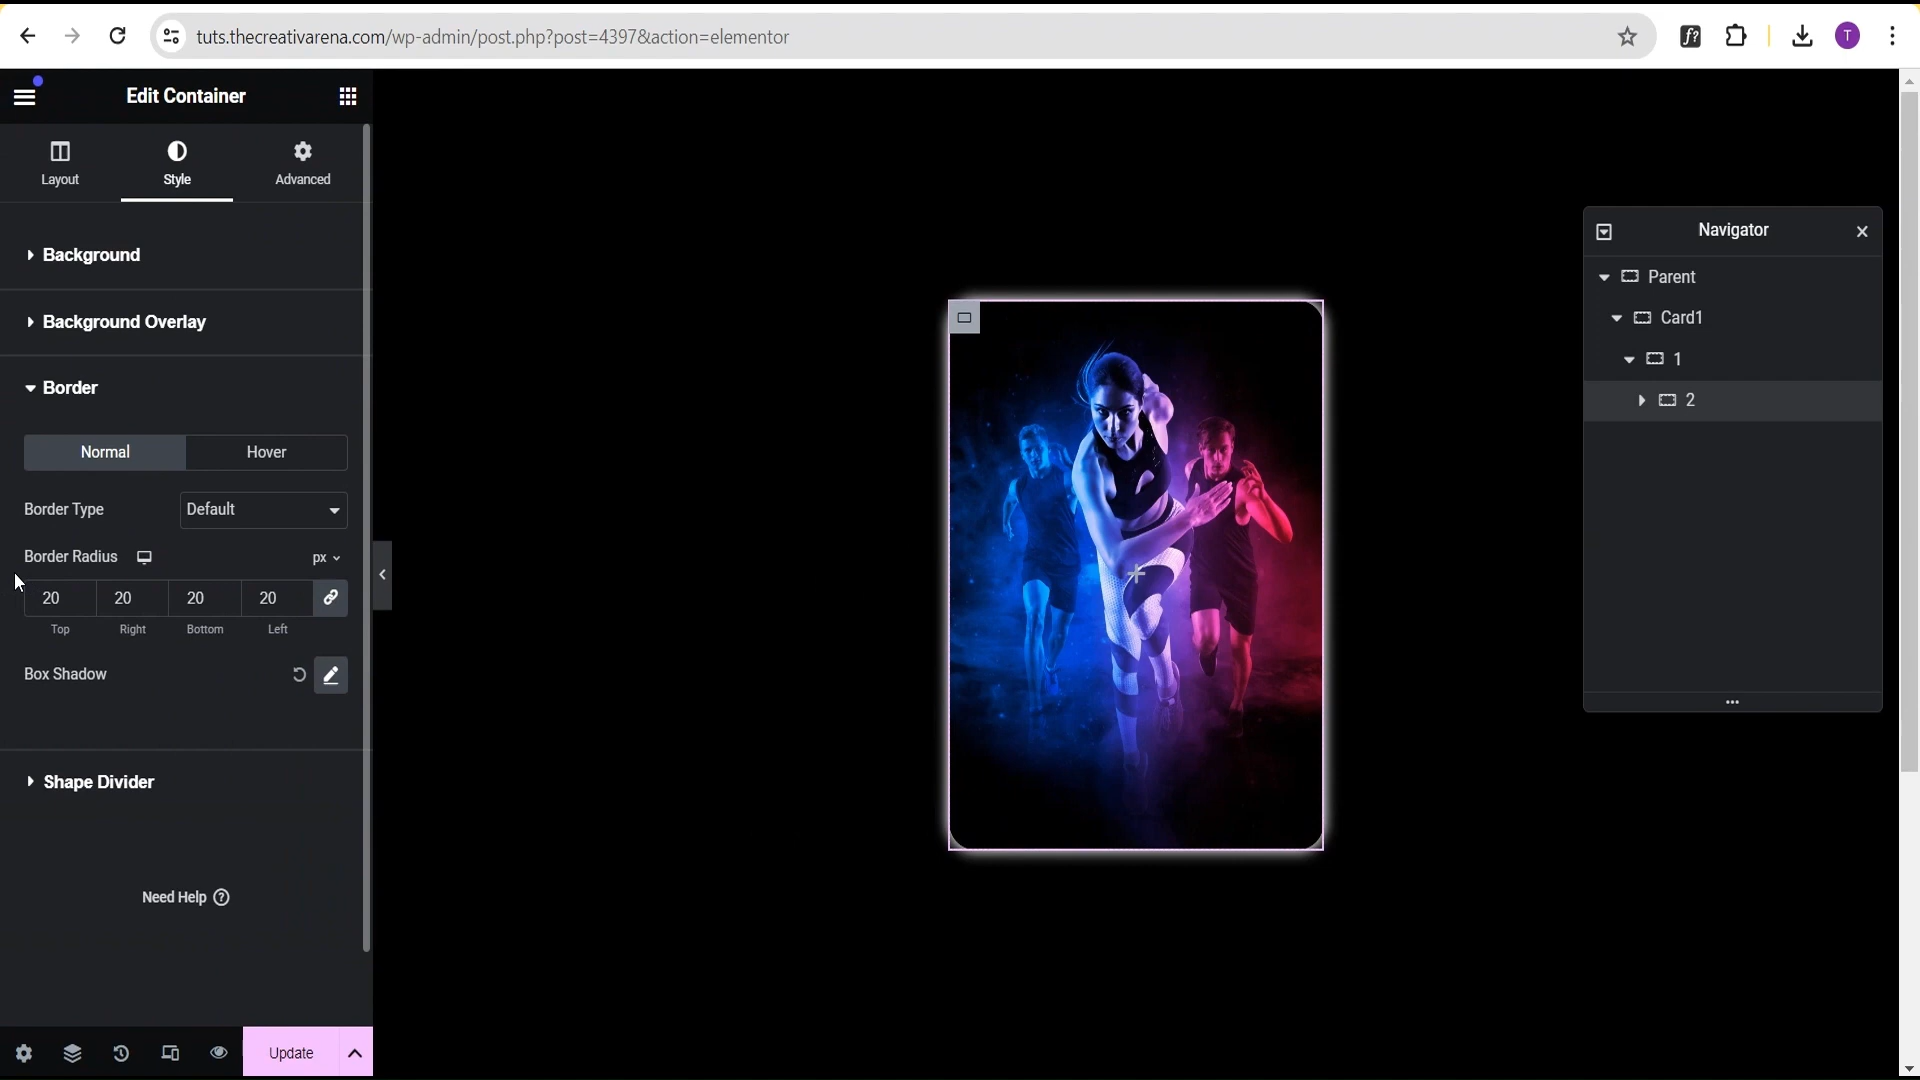 tuts.thecreativarena.com/wp-admin/post.php?post=4397&action=elementor
f?
T
Edit Container
Layout
Style
Advanced
Background
Background Overlay
Border
Normal
Hover
Border Type
Default
Border Radius
px
20
20
20
20
Top
Right
Bottom
Left
Box Shadow
Shape Divider
Need Help ?
Update
Navigator
Parent
Card1
1
2